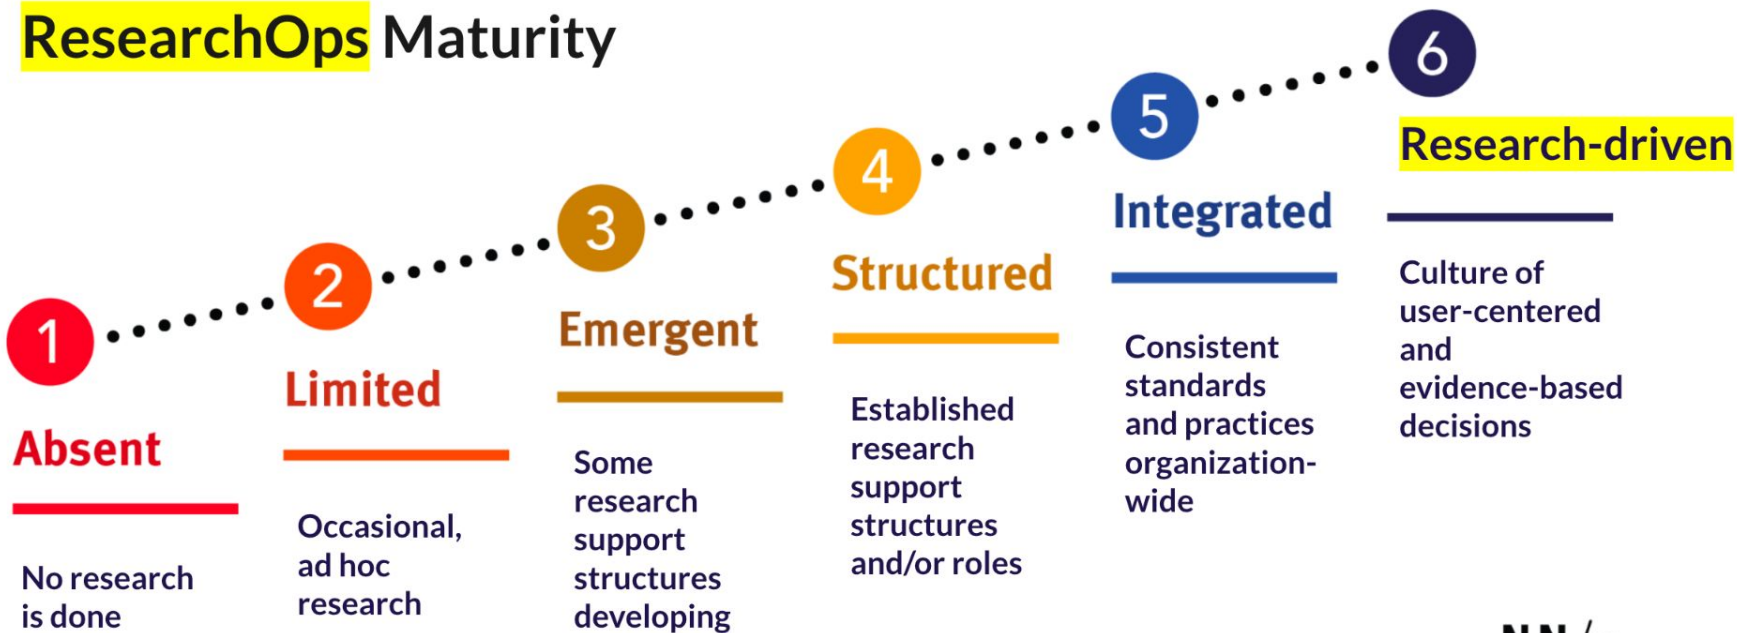 ResearchOps Maturity
1
Absent
No research
is done
2
Limited
Occasional,
ad hoc
research
3
Emergent
Some
research
support
structures
developing
4
Structured
Established
research
support
structures
and/or roles
5
Integrated
Consistent
standards
and practices
organization-
wide
6
Research-driven
Culture of
user-centered
and
evidence-based
decisions